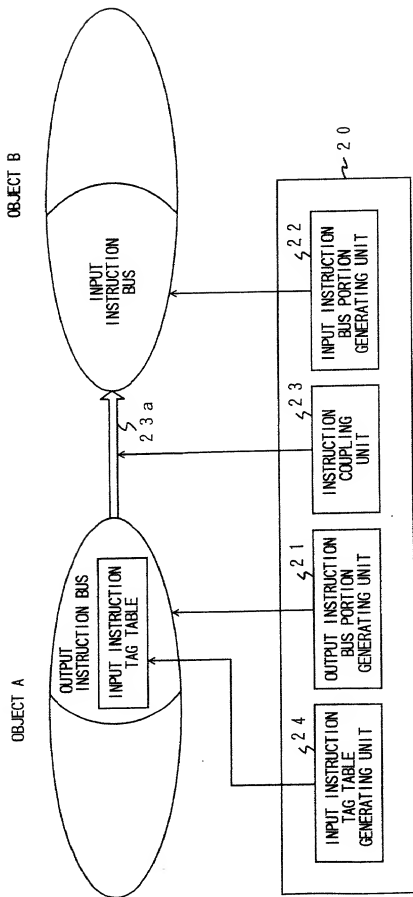 OBJECT A
OBJECT B
OUTPUT
INSTRUCTION BUS
INPUT INSTRUCTION
TAG TABLE
INPUT
INSTRUCTION
BUS
23a
20
24
INPUT INSTRUCTION
TAG TABLE
GENERATING UNIT
21
OUTPUT INSTRUCTION
BUS PORTION
GENERATING UNIT
23
INSTRUCTION
COUPLING
UNIT
22
INPUT INSTRUCTION
BUS PORTION
GENERATING UNIT